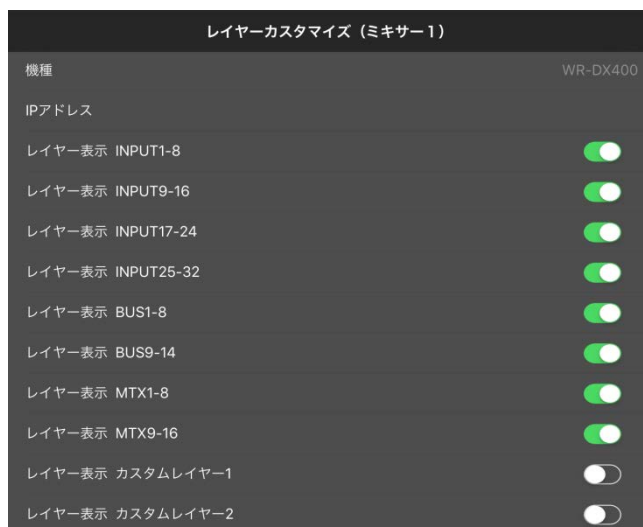 レイヤーカスタマイズ（ミキサー１）
機種 WR-DX400
IPアドレス
レイヤー表示 INPUT1-8
レイヤー表示 INPUT9-16
レイヤー表示 INPUT17-24
レイヤー表示 INPUT25-32
レイヤー表示 BUS1-8
レイヤー表示 BUS9-14
レイヤー表示 MTX1-8
レイヤー表示 MTX9-16
レイヤー表示 カスタムレイヤー1
レイヤー表示 カスタムレイヤー2